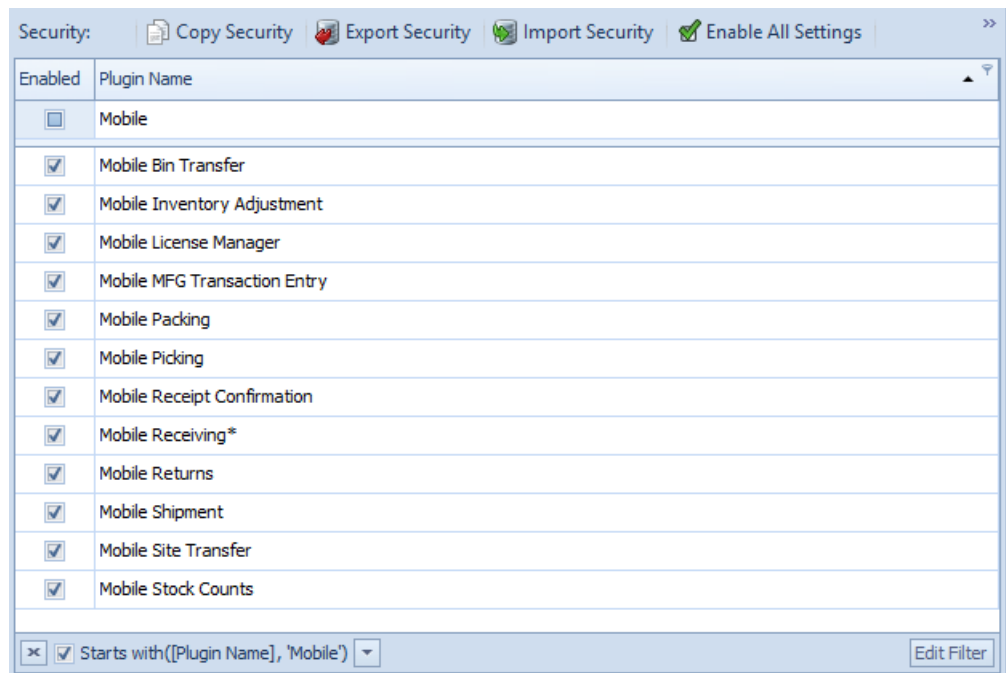 Security: Copy Security Export Security Import Security Enable All Settings »
Enabled Plugin Name
Mobile
Mobile Bin Transfer
Mobile Inventory Adjustment
Mobile License Manager
Mobile MFG Transaction Entry
Mobile Packing
Mobile Picking
Mobile Receipt Confirmation
Mobile Receiving*
Mobile Returns
Mobile Shipment
Mobile Site Transfer
Mobile Stock Counts
Starts with([Plugin Name], 'Mobile') Edit Filter